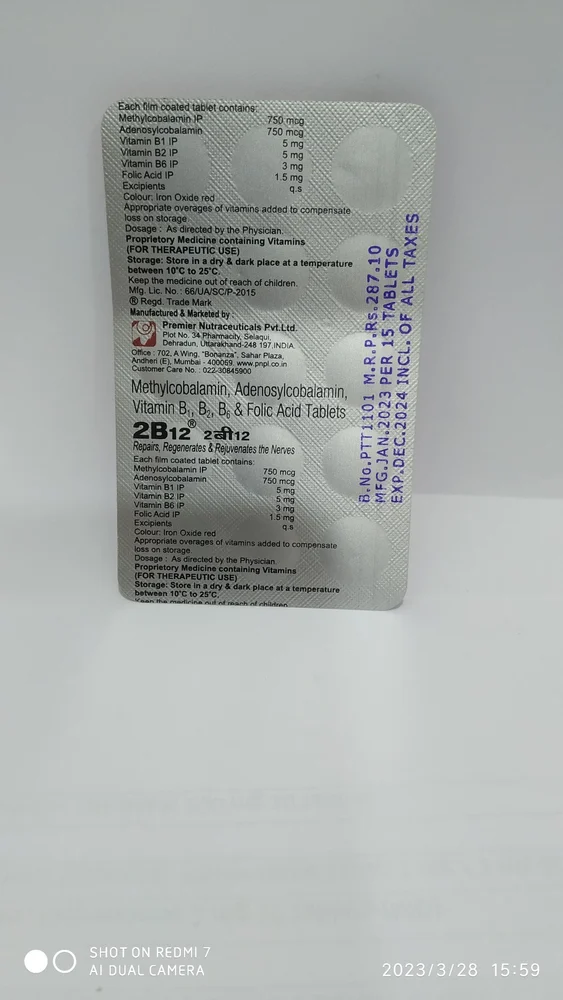 Each film coated tablet contains:
Methylcobalamin IP 750 mcg
Adenosylcobalamin 750 mcg
Vitamin B1 IP 5 mg
Vitamin B2 IP 5 mg
Vitamin B6 IP 3 mg
Folic Acid IP 1.5 mg
Excipients q.s
Colour: Iron Oxide red
Appropriate overages of vitamins added to compensate
loss on storage.
Dosage : As directed by the Physician.
Proprietory Medicine containing Vitamins
(FOR THERAPEUTIC USE)
Storage: Store in a dry & dark place at a temperature
between 10°C to 25°C.
Keep the medicine out of reach of children.
Mfg. Lic. No.: 66/UA/SC/P-2015
® Regd. Trade Mark
Manufactured & Marketed by :
Premier Nutraceuticals Pvt.Ltd.
Plot No. 34 Pharmacity, Selaqui,
Dehradun, Uttarakhand-248 197,INDIA
Office : 702, A Wing, "Bonanza", Sahar Plaza,
Andheri (E), Mumbai - 400059. www.pnpl.co.in
Customer Care No. : 022-30845900
Methylcobalamin, Adenosylcobalamin,
Vitamin B₁, B₂, B₆ & Folic Acid Tablets
2B12® 2बी12
Repairs, Regenerates & Rejuvenates the Nerves
Each film coated tablet contains:
Methylcobalamin IP 750 mcg
Adenosylcobalamin 750 mcg
Vitamin B1 IP 5 mg
Vitamin B2 IP 5 mg
Vitamin B6 IP 3 mg
Folic Acid IP 1.5 mg
Excipients q.s
Colour: Iron Oxide red
Appropriate overages of vitamins added to compensate
loss on storage.
Dosage : As directed by the Physician.
Proprietory Medicine containing Vitamins
(FOR THERAPEUTIC USE)
Storage: Store in a dry & dark place at a temperature
between 10°C to 25°C.
Keep the medicine out of reach of children.
B.No.PTT1101 M.R.P.Rs.287.10
MFG.JAN.2023 PER 15 TABLETS
EXP.DEC.2024 INCL.OF ALL TAXES
SHOT ON REDMI 7
AI DUAL CAMERA
2023/3/28 15:59